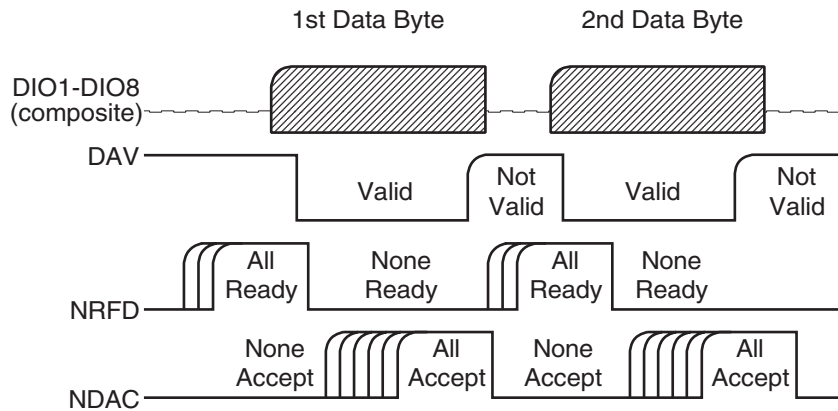 1st Data Byte
2nd Data Byte
DIO1-DIO8
(composite)
DAV
Valid
Not
Valid
Valid
Not
Valid
NRFD
All
Ready
None
Ready
All
Ready
None
Ready
NDAC
None
Accept
All
Accept
None
Accept
All
Accept